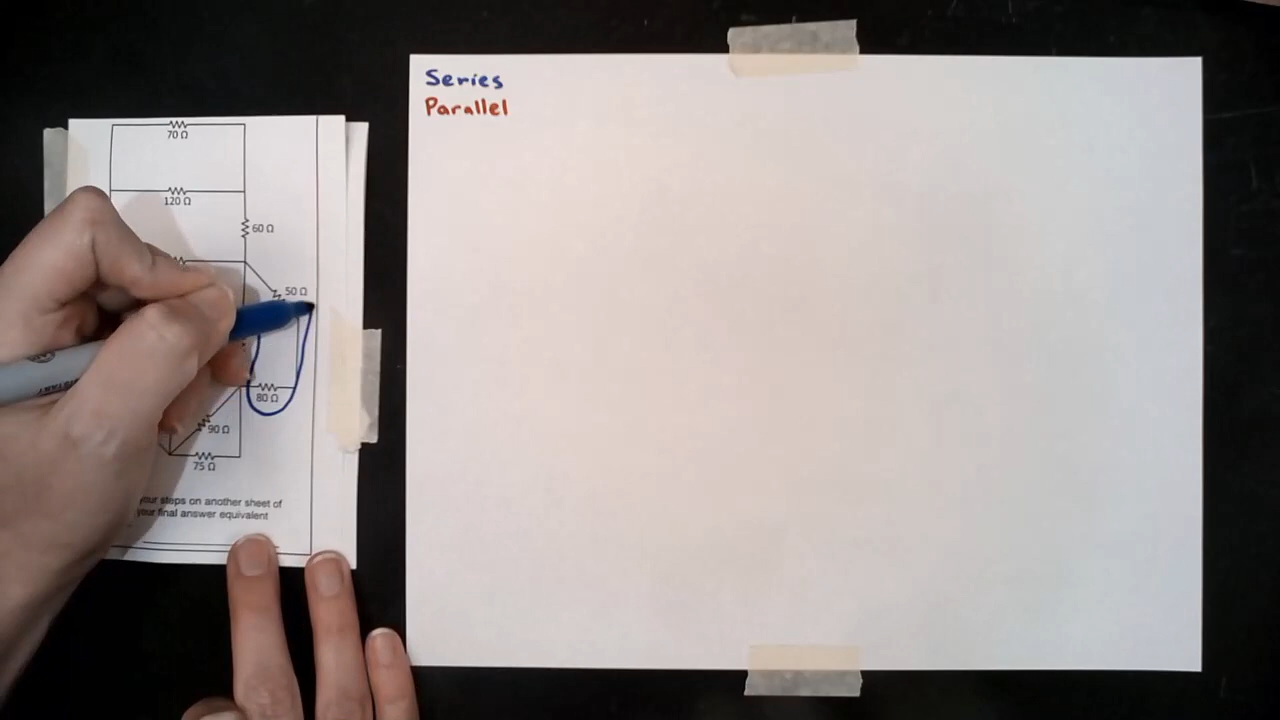 Series
Parallel
70 Ω
120 Ω
60 Ω
50 Ω
80 Ω
90 Ω
75 Ω
your steps on another sheet of
your final answer equivalent